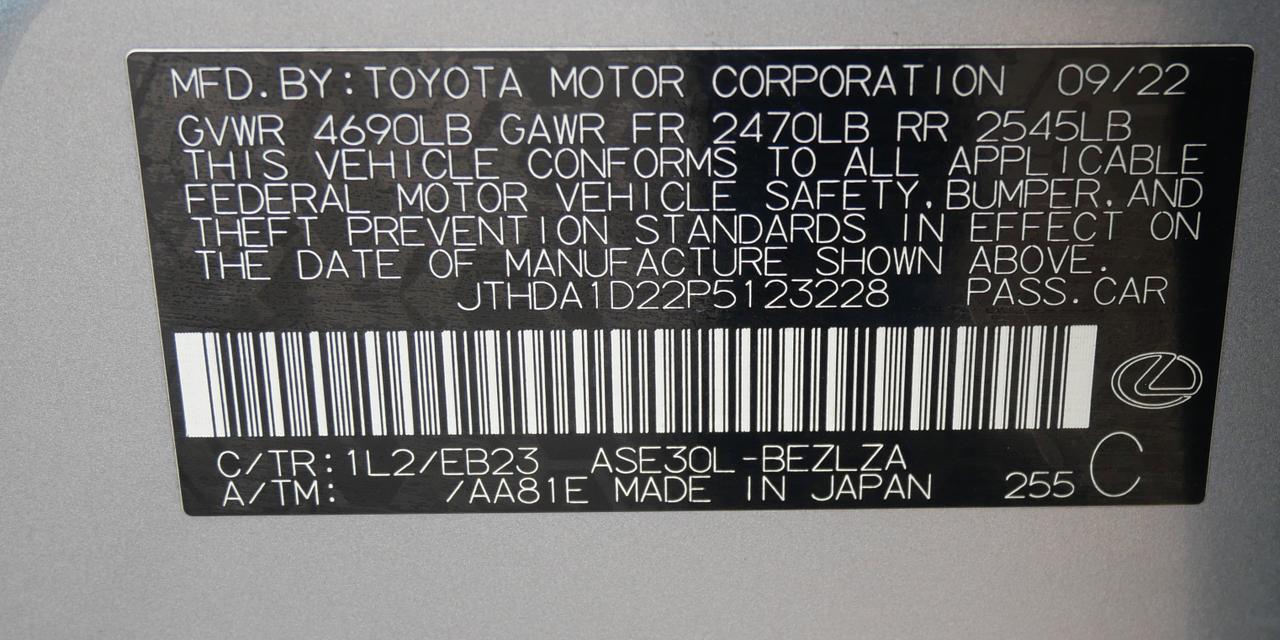 MFD.BY:TOYOTA MOTOR CORPORATION 09/22
GVWR 4690LB GAWR FR 2470LB RR 2545LB
THIS VEHICLE CONFORMS TO ALL APPLICABLE
FEDERAL MOTOR VEHICLE SAFETY,BUMPER,AND
THEFT PREVENTION STANDARDS IN EFFECT ON
THE DATE OF MANUFACTURE SHOWN ABOVE.
JTHDA1D22P5123228 PASS.CAR
C/TR:1L2/EB23 ASE30L-BEZLZA
A/TM: /AA81E MADE IN JAPAN 255 C